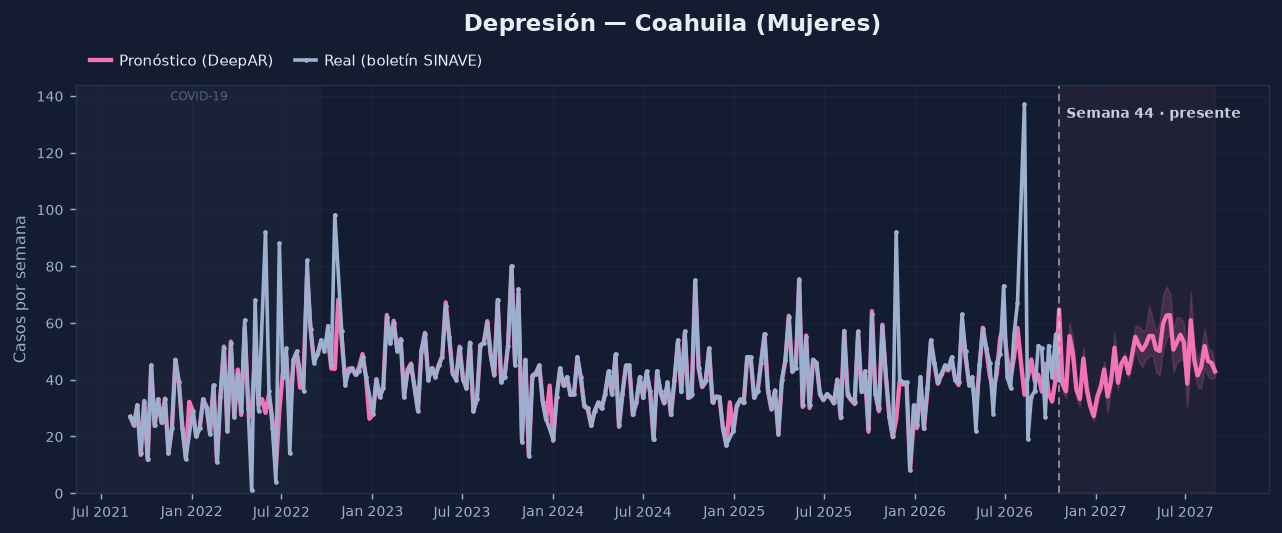 Depresión — Coahuila (Mujeres)
Pronóstico (DeepAR) Real (boletín SINAVE)
COVID-19
Semana 44 · presente
Casos por semana
140
120
100
80
60
40
20
0
Jul 2021 Jan 2022 Jul 2022 Jan 2023 Jul 2023 Jan 2024 Jul 2024 Jan 2025 Jul 2025 Jan 2026 Jul 2026 Jan 2027 Jul 2027